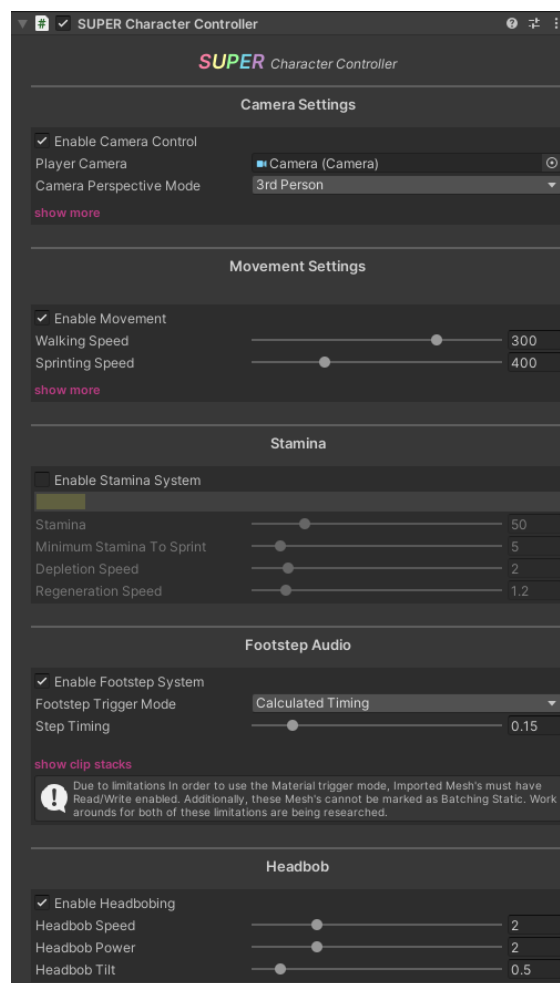 SUPER Character Controller
SUPER Character Controller
Camera Settings
Enable Camera Control
Player Camera Camera (Camera)
Camera Perspective Mode 3rd Person
show more
Movement Settings
Enable Movement
Walking Speed 300
Sprinting Speed 400
show more
Stamina
Enable Stamina System
Stamina 50
Minimum Stamina To Sprint 5
Depletion Speed 2
Regeneration Speed 1.2
Footstep Audio
Enable Footstep System
Footstep Trigger Mode Calculated Timing
Step Timing 0.15
show clip stacks
Due to limitations In order to use the Material trigger mode, Imported Mesh's must have
Read/Write enabled. Additionally, these Mesh's cannot be marked as Batching Static. Work
arounds for both of these limitations are being researched.
Headbob
Enable Headbobing
Headbob Speed 2
Headbob Power 2
Headbob Tilt 0.5